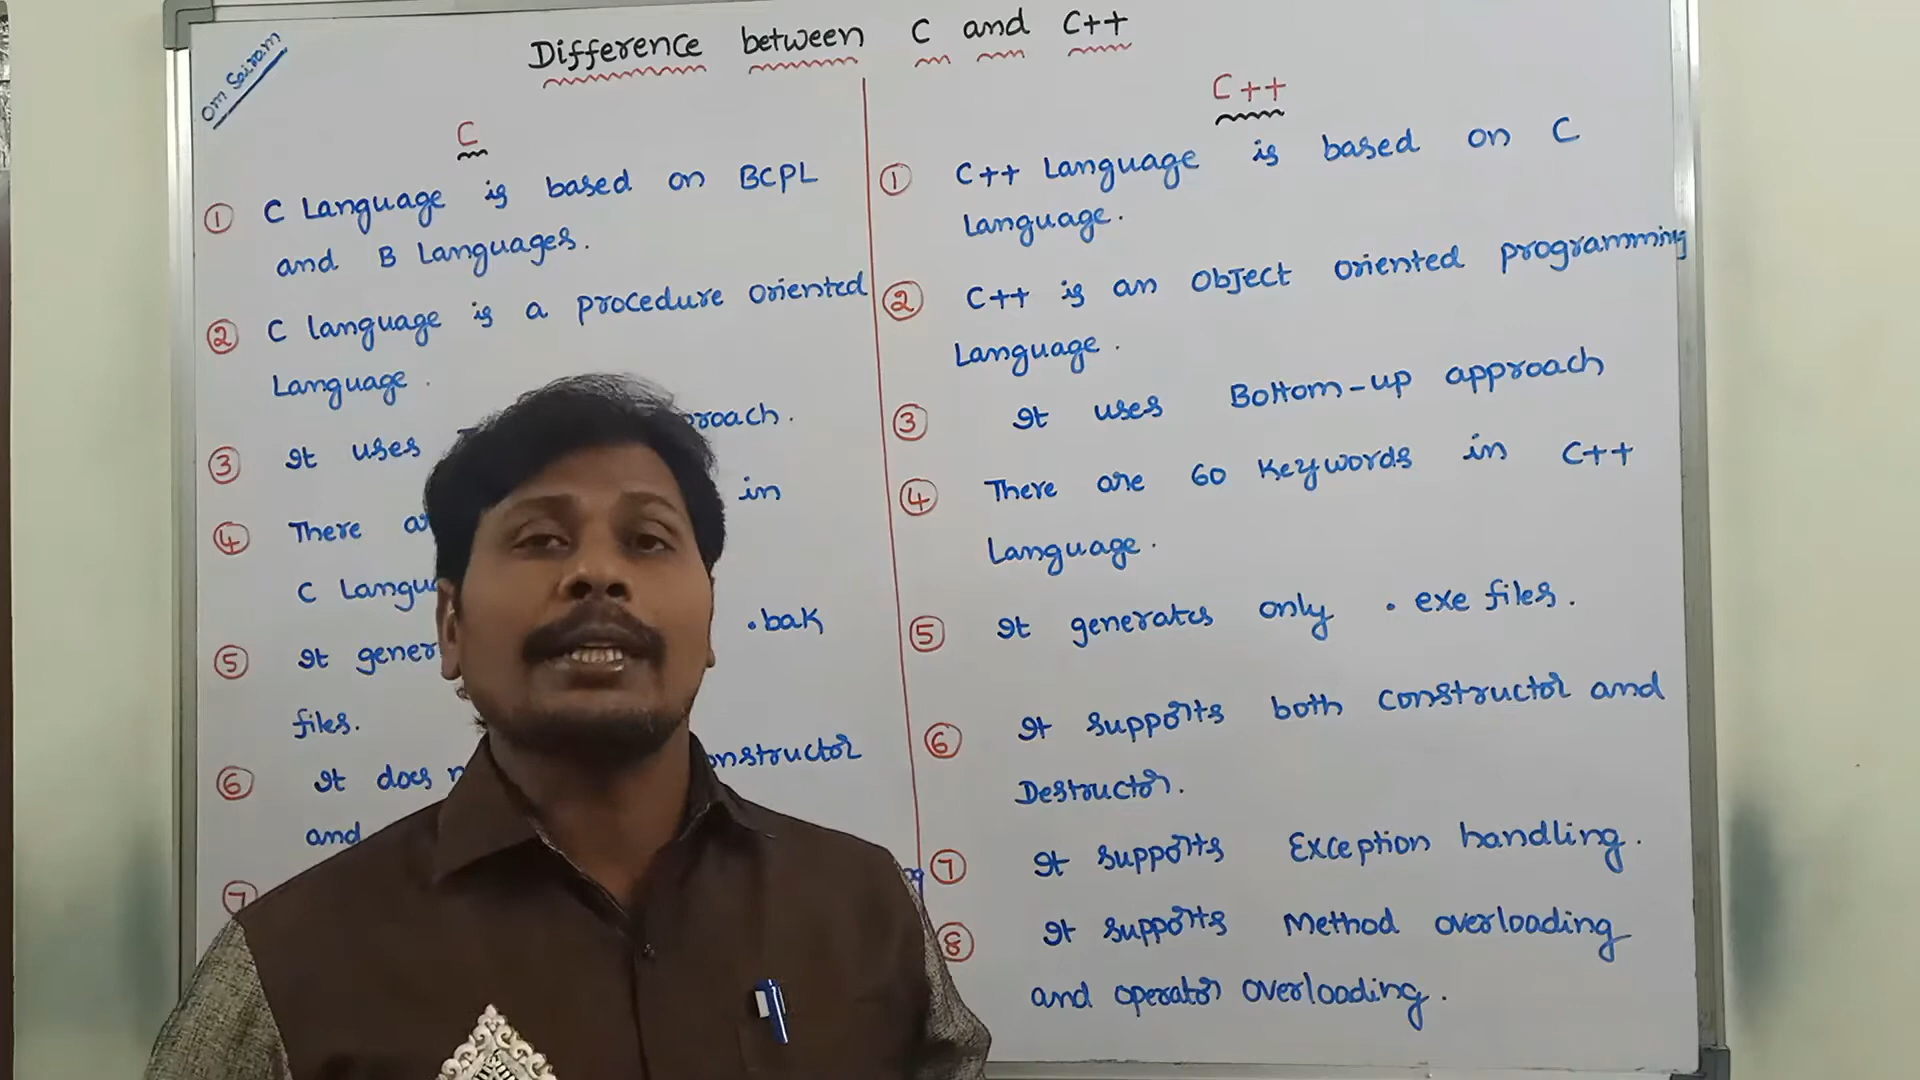 Om Sairam
Difference between C and C++
C
① C Language is based on BCPL
and B Languages.
② C language is a procedure oriented
Language.
③ It uses
④ There in
C
⑤ It .bak
files.
⑥ It does
and
⑦
C++
① C++ Language is based on C
Language.
② C++ is an Object oriented programming
Language.
③ It uses Bottom-up approach
④ There are 60 Keywords in C++
Language.
⑤ It generates only .exe files.
⑥ It supports both constructor and
Destructor.
⑦ It supports Exception handling.
⑧ It supports Method overloading
and operator overloading.